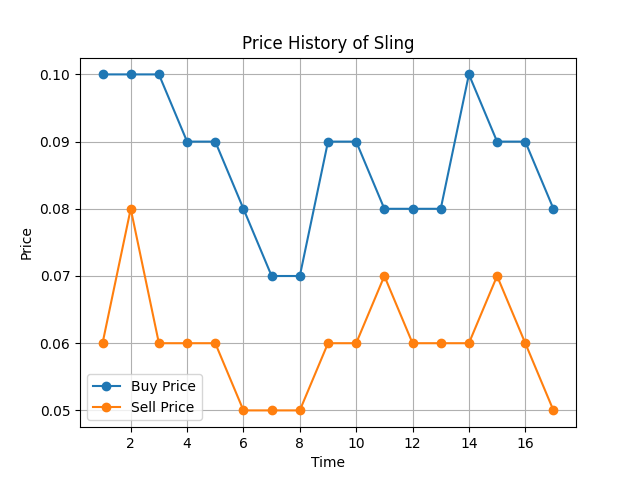 Price History of Sling
0.10
0.09
0.08
0.07
0.06
0.05
Price
Buy Price
Sell Price
2 4 6 8 10 12 14 16
Time